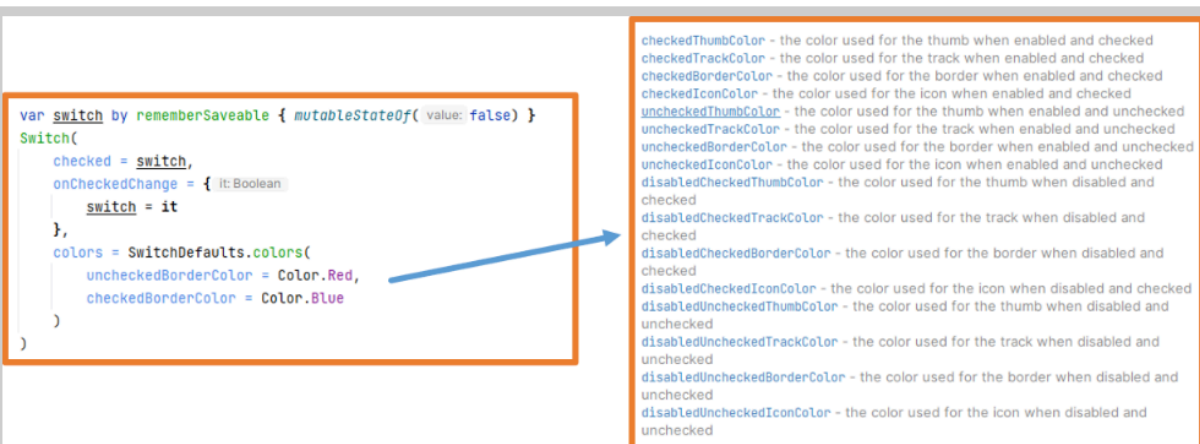 var switch by rememberSaveable { mutableStateOf( value: false) }
Switch(
    checked = switch,
    onCheckedChange = { it: Boolean
        switch = it
    },
    colors = SwitchDefaults.colors(
        uncheckedBorderColor = Color.Red,
        checkedBorderColor = Color.Blue
    )
)
checkedThumbColor - the color used for the thumb when enabled and checked
checkedTrackColor - the color used for the track when enabled and checked
checkedBorderColor - the color used for the border when enabled and checked
checkedIconColor - the color used for the icon when enabled and checked
uncheckedThumbColor - the color used for the thumb when enabled and unchecked
uncheckedTrackColor - the color used for the track when enabled and unchecked
uncheckedBorderColor - the color used for the border when enabled and unchecked
uncheckedIconColor - the color used for the icon when enabled and unchecked
disabledCheckedThumbColor - the color used for the thumb when disabled and
checked
disabledCheckedTrackColor - the color used for the track when disabled and
checked
disabledCheckedBorderColor - the color used for the border when disabled and
checked
disabledCheckedIconColor - the color used for the icon when disabled and checked
disabledUncheckedThumbColor - the color used for the thumb when disabled and
unchecked
disabledUncheckedTrackColor - the color used for the track when disabled and
unchecked
disabledUncheckedBorderColor - the color used for the border when disabled and
unchecked
disabledUncheckedIconColor - the color used for the icon when disabled and
unchecked